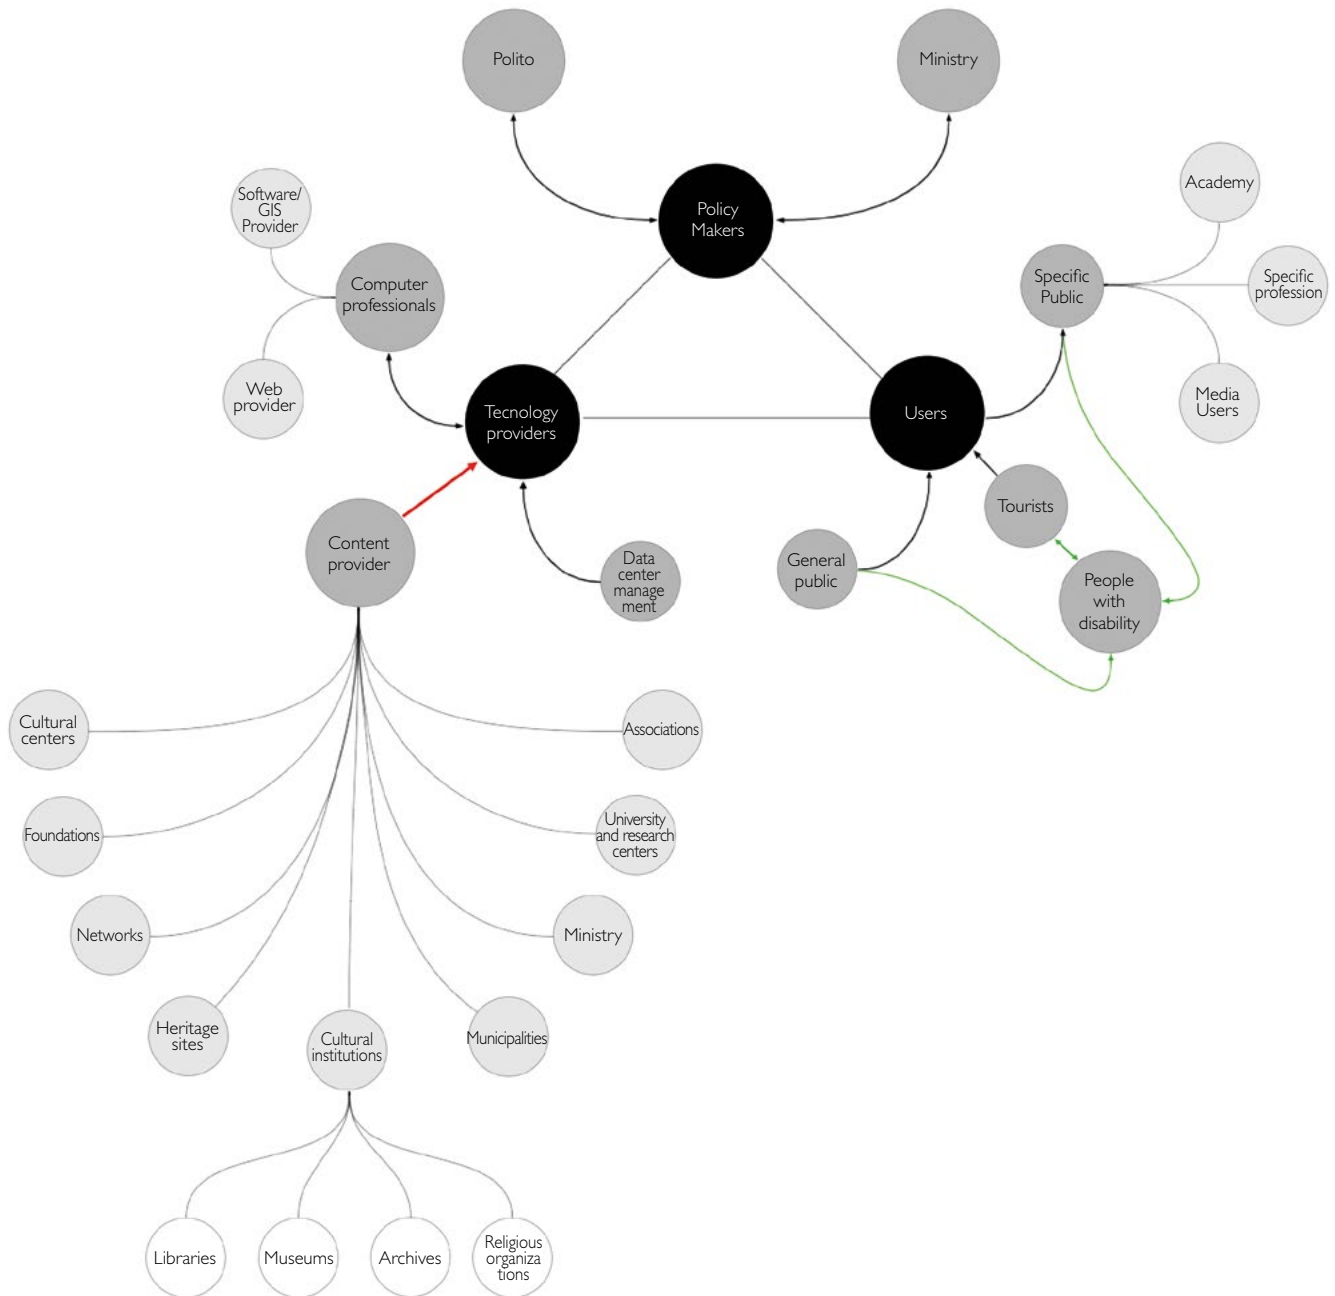 Polito
Ministry
Policy
Makers
Software/
GIS
Provider
Computer
professionals
Web
provider
Academy
Specific
Public
Specific
profession
Media
Users
Tecnology
providers
Users
Tourists
Content
provider
Data
center
manage
ment
General
public
People
with
disability
Cultural
centers
Associations
Foundations
University
and research
centers
Networks
Ministry
Heritage
sites
Cultural
institutions
Municipalities
Libraries
Museums
Archives
Religious
organiza
tions